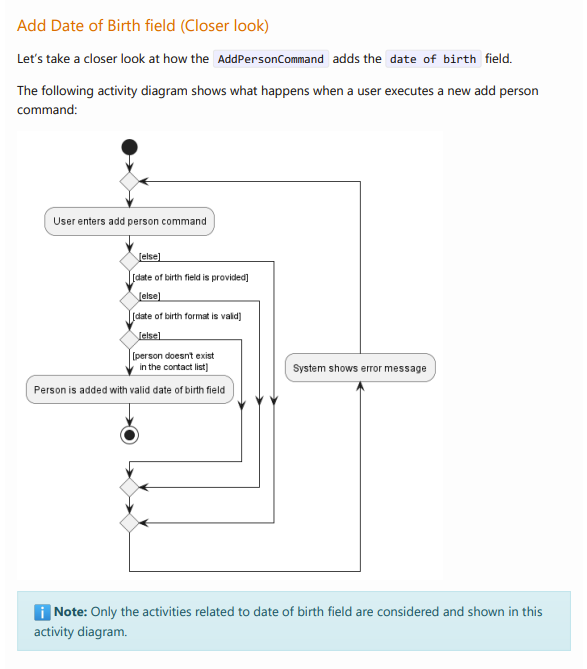 Add Date of Birth field (Closer look)
Let's take a closer look at how the AddPersonCommand adds the date of birth field.
The following activity diagram shows what happens when a user executes a new add person
command:
User enters add person command
[else]
[date of birth field is provided]
[else]
[date of birth format is valid]
[else]
[person doesn't exist
in the contact list]
System shows error message
Person is added with valid date of birth field
i Note: Only the activities related to date of birth field are considered and shown in this
activity diagram.